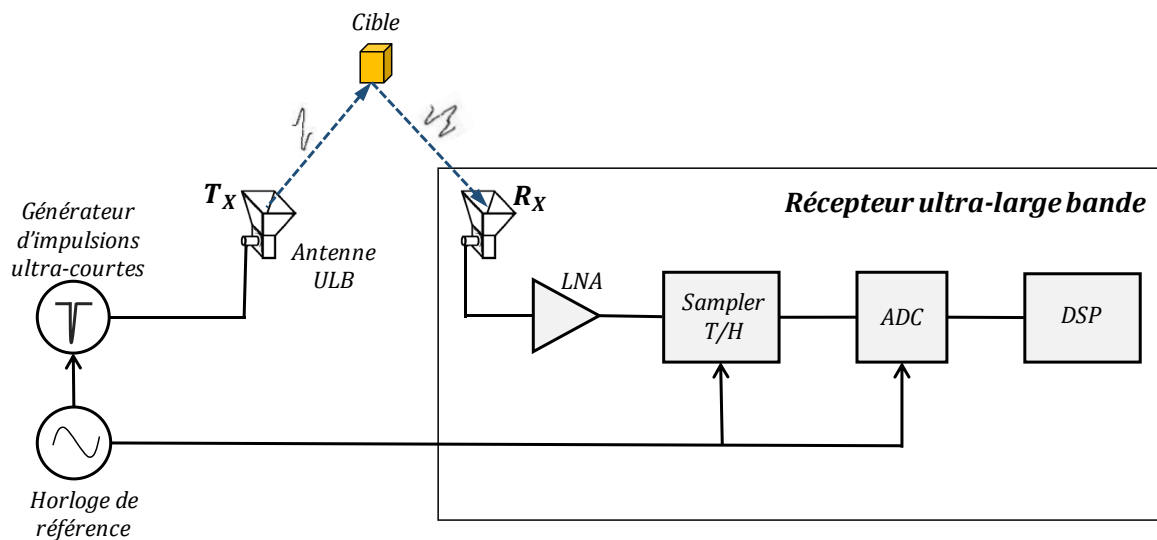 Cible
T_X
R_X
Récepteur ultra-large bande
Générateur
d'impulsions
ultra-courtes
Antenne
ULB
LNA
Sampler
T/H
ADC
DSP
Horloge de
référence